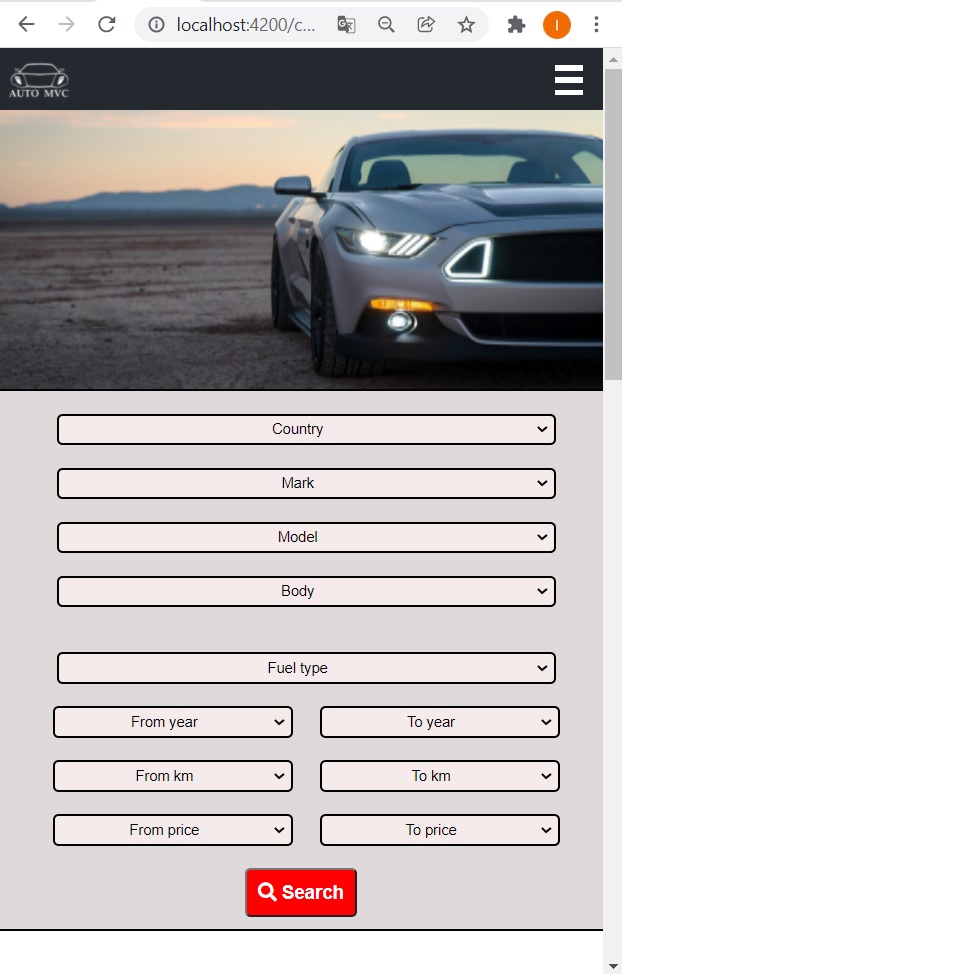 localhost:4200/c...
I
AUTO MVC
Country
Mark
Model
Body
Fuel type
From year
To year
From km
To km
From price
To price
Search